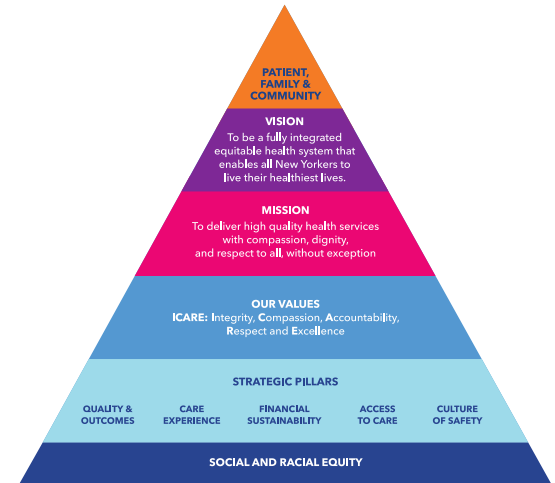 PATIENT,
FAMILY &
COMMUNITY
VISION
To be a fully integrated
equitable health system that
enables all New Yorkers to
live their healthiest lives.
MISSION
To deliver high quality health services
with compassion, dignity,
and respect to all, without exception
OUR VALUES
ICARE: Integrity, Compassion, Accountability,
Respect and Excellence
STRATEGIC PILLARS
QUALITY &
OUTCOMES
CARE
EXPERIENCE
FINANCIAL
SUSTAINABILITY
ACCESS
TO CARE
CULTURE
OF SAFETY
SOCIAL AND RACIAL EQUITY